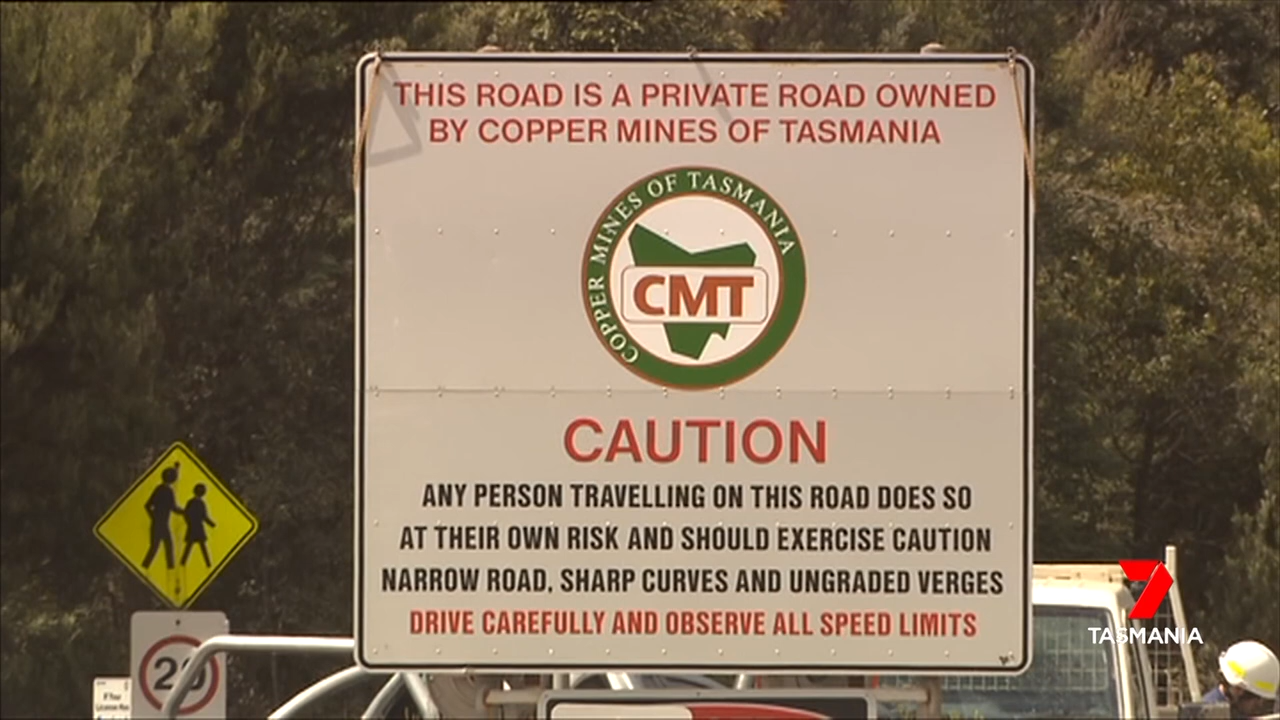 THIS ROAD IS A PRIVATE ROAD OWNED
BY COPPER MINES OF TASMANIA
COPPER MINES OF TASMANIA
CMT
CAUTION
ANY PERSON TRAVELLING ON THIS ROAD DOES SO
AT THEIR OWN RISK AND SHOULD EXERCISE CAUTION
NARROW ROAD, SHARP CURVES AND UNGRADED VERGES
DRIVE CAREFULLY AND OBSERVE ALL SPEED LIMITS
If You
7
TASMANIA